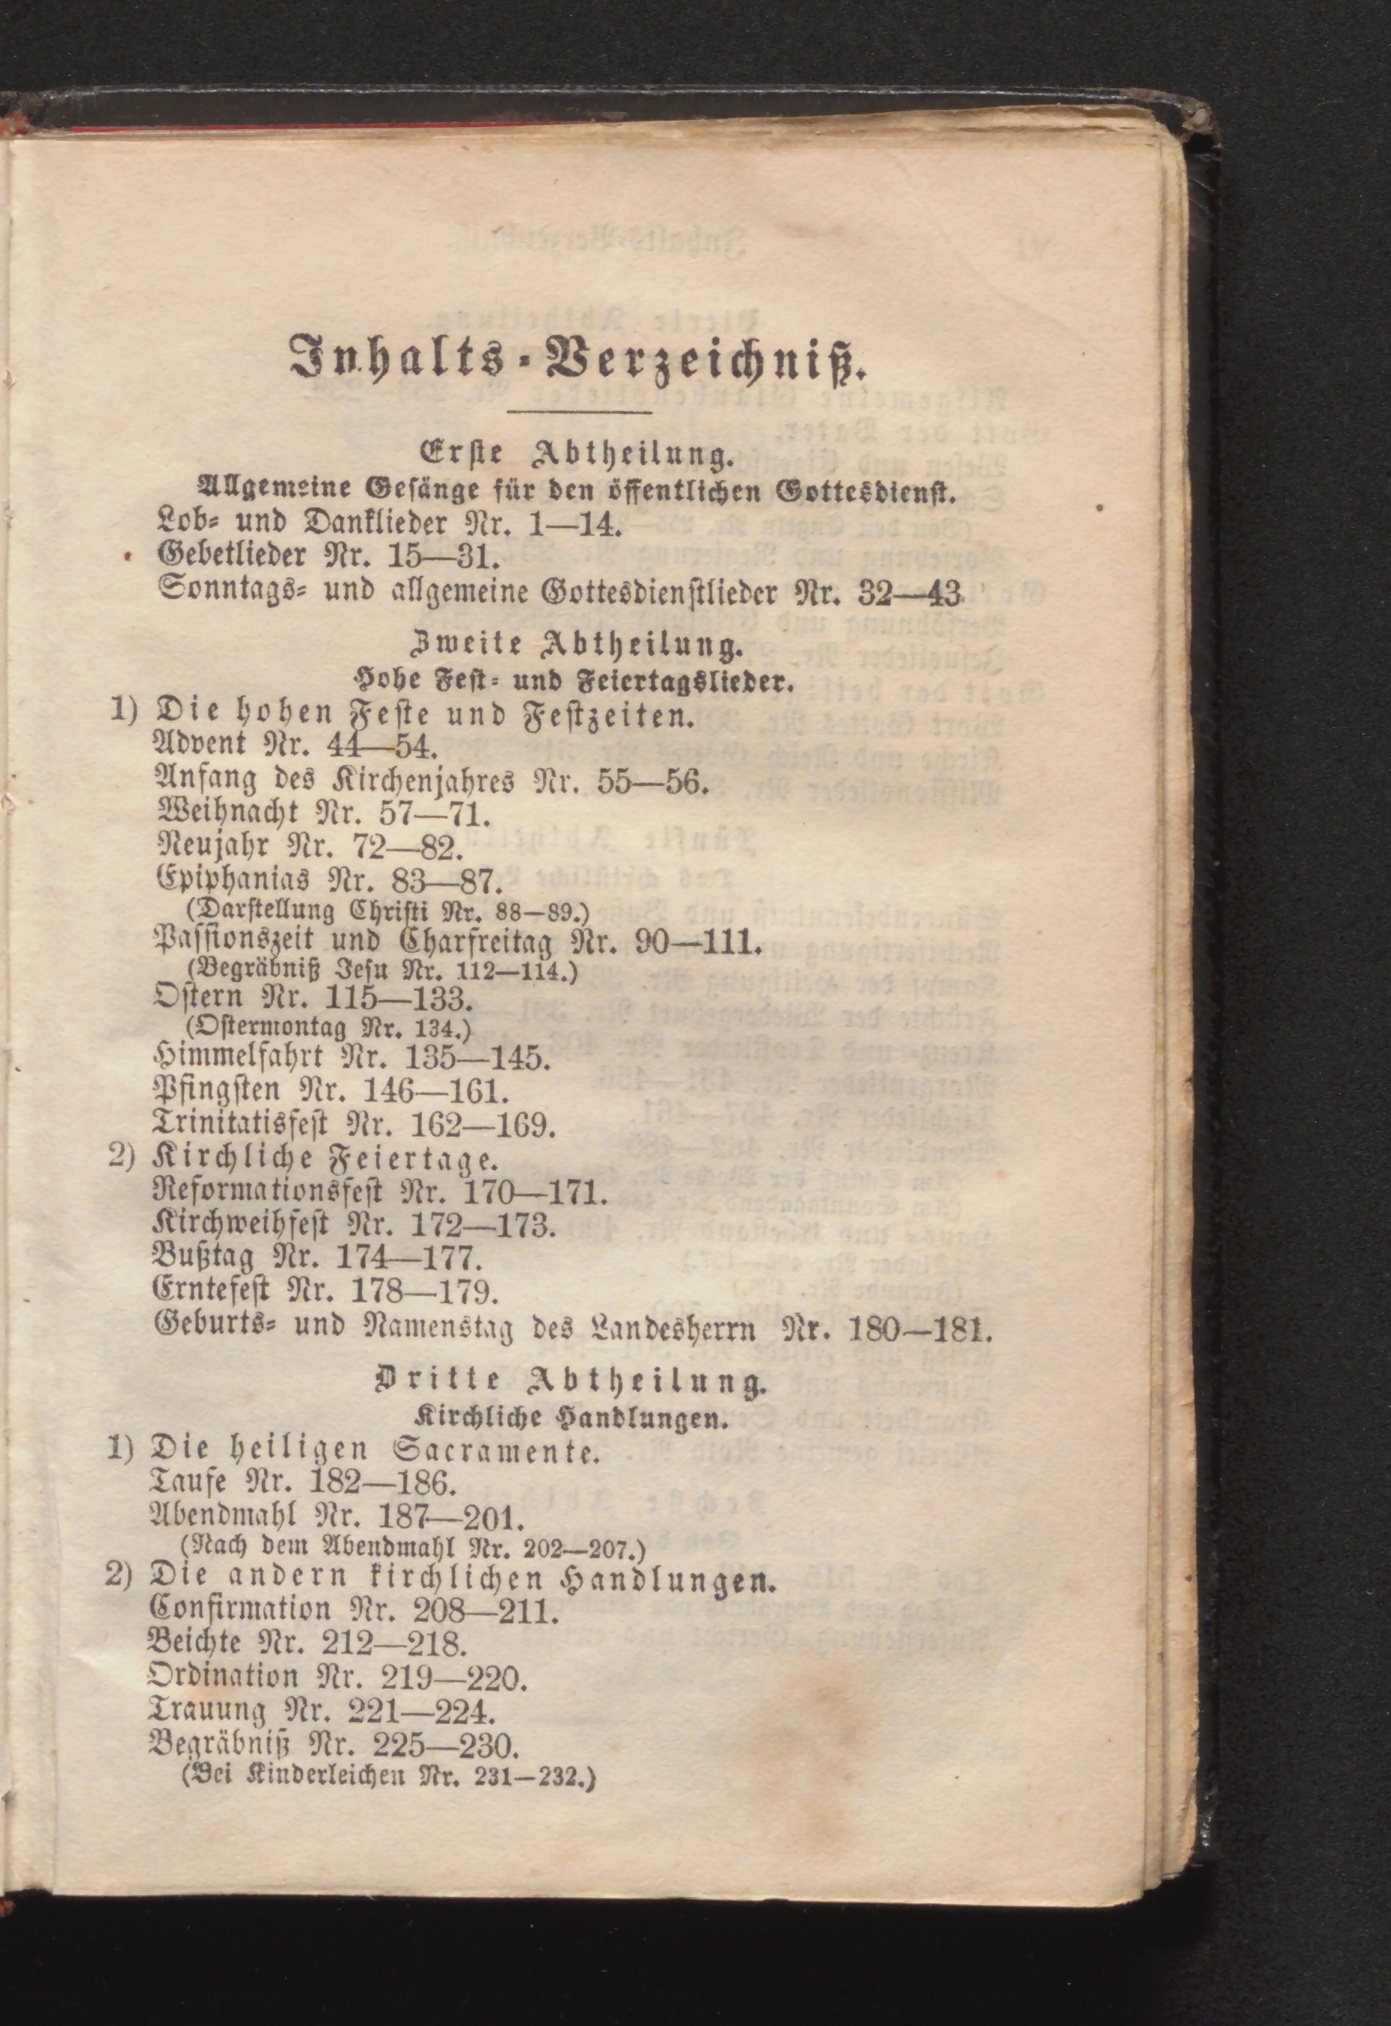 Inhalts-Verzeichniß.
Erste Abtheilung.
Allgemeine Gesänge für den öffentlichen Gottesdienst.
Lob- und Danklieder Nr. 1—14.
Gebetlieder Nr. 15—31.
Sonntags- und allgemeine Gottesdienstlieder Nr. 32—43
Zweite Abtheilung.
Hohe Fest- und Feiertagslieder.
1) Die hohen Feste und Festzeiten.
Advent Nr. 44—54.
Anfang des Kirchenjahres Nr. 55—56.
Weihnacht Nr. 57—71.
Neujahr Nr. 72—82.
Epiphanias Nr. 83—87.
(Darstellung Christi Nr. 88—89.)
Passionszeit und Charfreitag Nr. 90—111.
(Begräbniß Jesu Nr. 112—114.)
Ostern Nr. 115—133.
(Ostermontag Nr. 134.)
Himmelfahrt Nr. 135—145.
Pfingsten Nr. 146—161.
Trinitatisfest Nr. 162—169.
2) Kirchliche Feiertage.
Reformationsfest Nr. 170—171.
Kirchweihfest Nr. 172—173.
Bußtag Nr. 174—177.
Erntefest Nr. 178—179.
Geburts- und Namenstag des Landesherrn Nr. 180—181.
Dritte Abtheilung.
Kirchliche Handlungen.
1) Die heiligen Sacramente.
Taufe Nr. 182—186.
Abendmahl Nr. 187—201.
(Nach dem Abendmahl Nr. 202—207.)
2) Die andern kirchlichen Handlungen.
Confirmation Nr. 208—211.
Beichte Nr. 212—218.
Ordination Nr. 219—220.
Trauung Nr. 221—224.
Begräbniß Nr. 225—230.
(Bei Kinderleichen Nr. 231—232.)